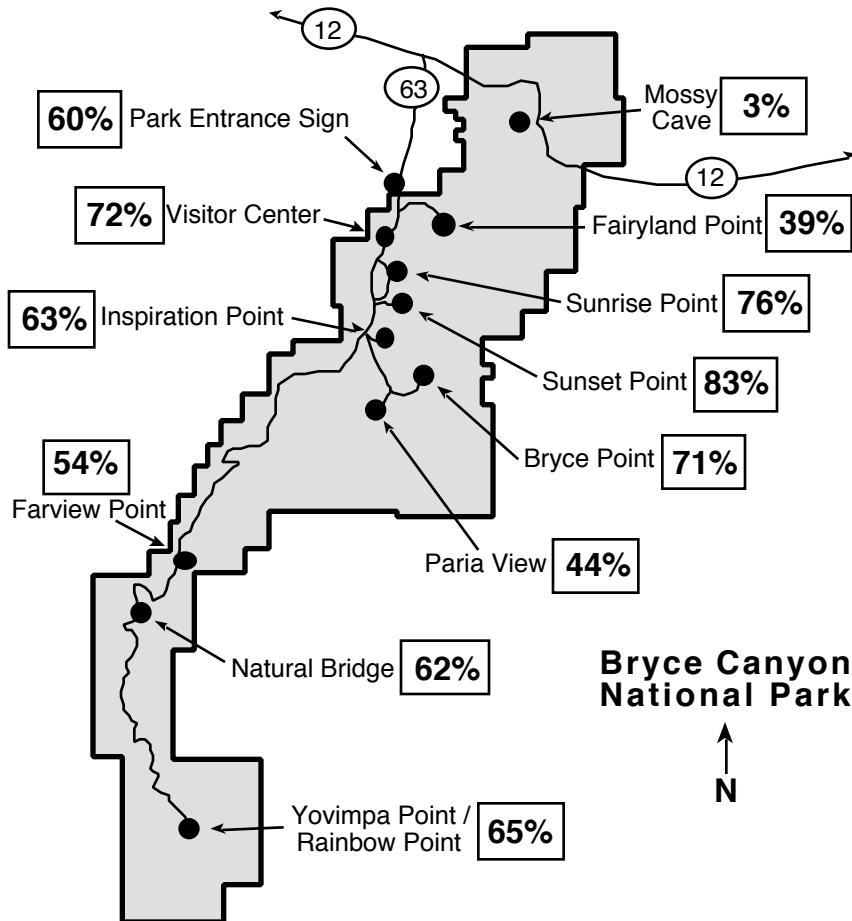 12
63
60% Park Entrance Sign
Mossy
Cave
3%
12
72% Visitor Center
Fairyland Point 39%
63% Inspiration Point
Sunrise Point 76%
Sunset Point 83%
54%
Farview Point
Bryce Point 71%
Paria View 44%
Natural Bridge 62%
Bryce Canyon
National Park
N
Yovimpa Point /
Rainbow Point
65%